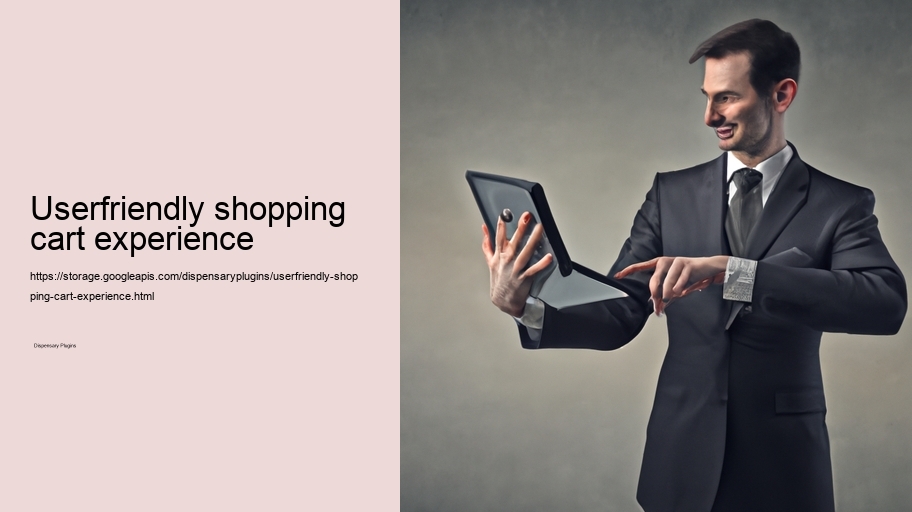 Userfriendly shopping
cart experience
https://storage.googleapis.com/dispensaryplugins/userfriendly-shop
ping-cart-experience.html
Dispensary Plugins